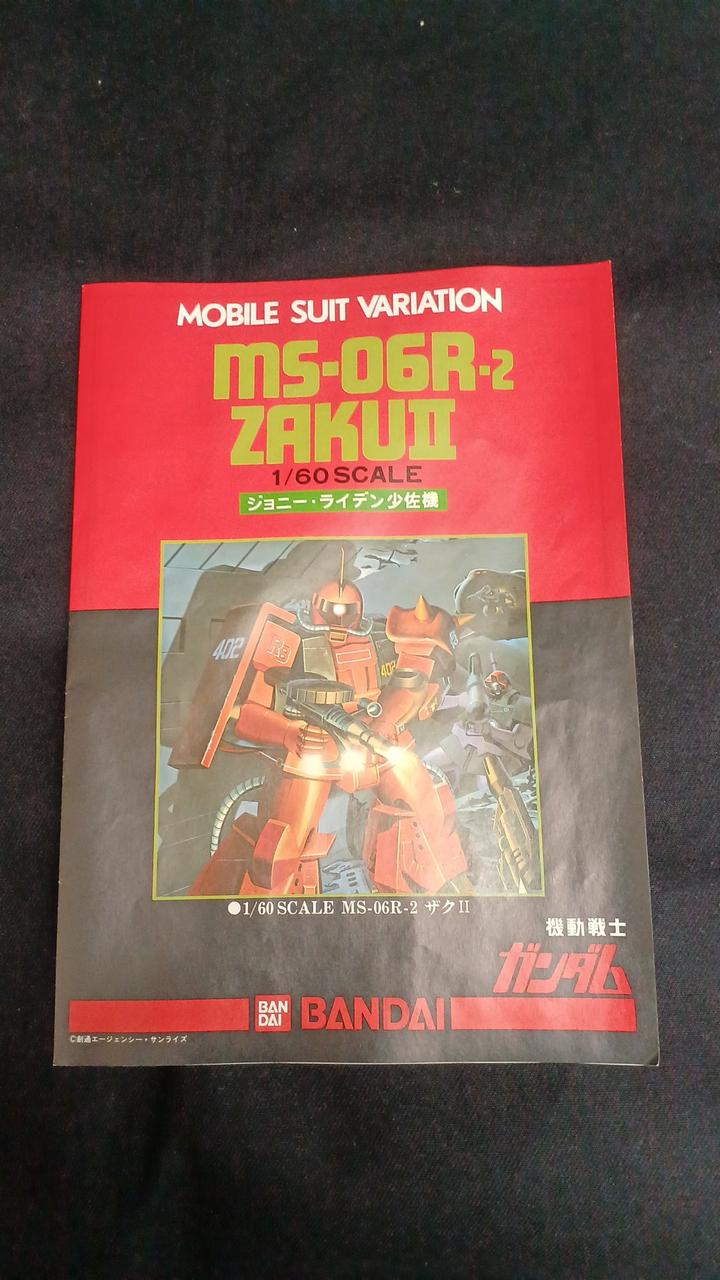 MOBILE SUIT VARIATION
MS-06R-2
ZAKUII
1/60 SCALE
ジョニー・ライデン少佐機
402
402
●1/60 SCALE MS-06R-2 ザクII
機動戦士
ガンダム
BAN
DAI
BANDAI
©創通エージェンシー・サンライズ